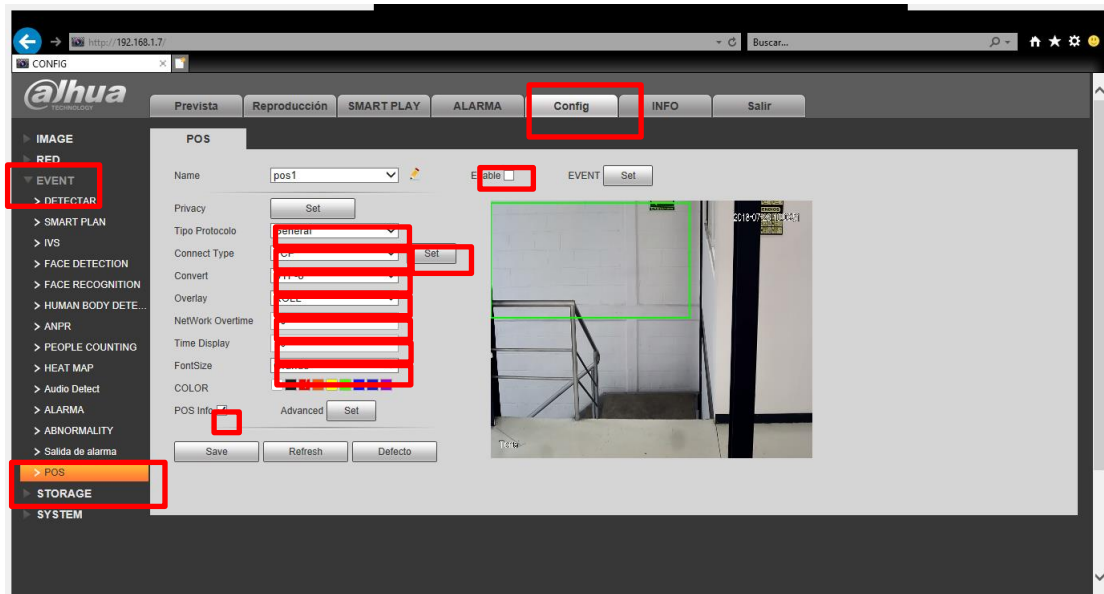 http://192.168.1.7/
Buscar...
CONFIG
alhua
TECHNOLOGY
Prevista Reproducción SMART PLAY ALARMA Config INFO Salir
IMAGE
RED
EVENT
> DETECTAR
> SMART PLAN
> IVS
> FACE DETECTION
> FACE RECOGNITION
> HUMAN BODY DETE...
> ANPR
> PEOPLE COUNTING
> HEAT MAP
> Audio Detect
> ALARMA
> ABNORMALITY
> Salida de alarma
> POS
STORAGE
SYSTEM
POS
Name pos1 Enable EVENT Set
Privacy Set
Tipo Protocolo General
Connect Type Set
Convert
Overlay
NetWork Overtime
Time Display
FontSize
COLOR
POS Info Advanced Set
Save Refresh Defecto